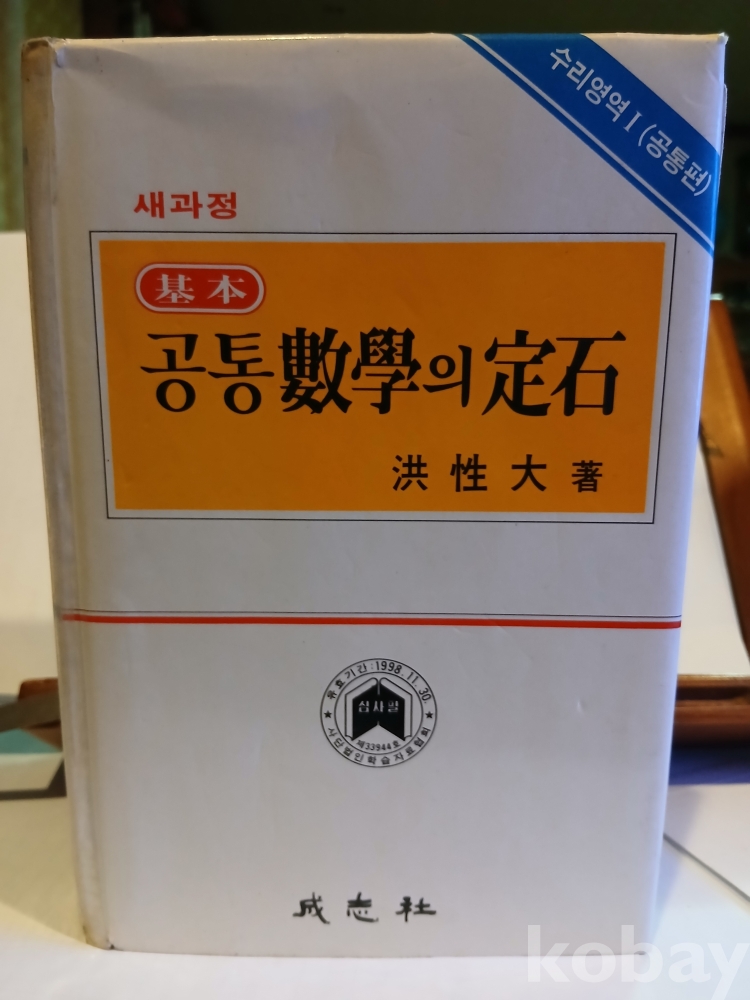 수리영역 I (공통편)
새과정
基本
공통 數學의 定石
洪性大 著
유효기간:1998.11.30.
심사필
제33944호
★ 사단법인학습자료협회 ★
成志社
kobay